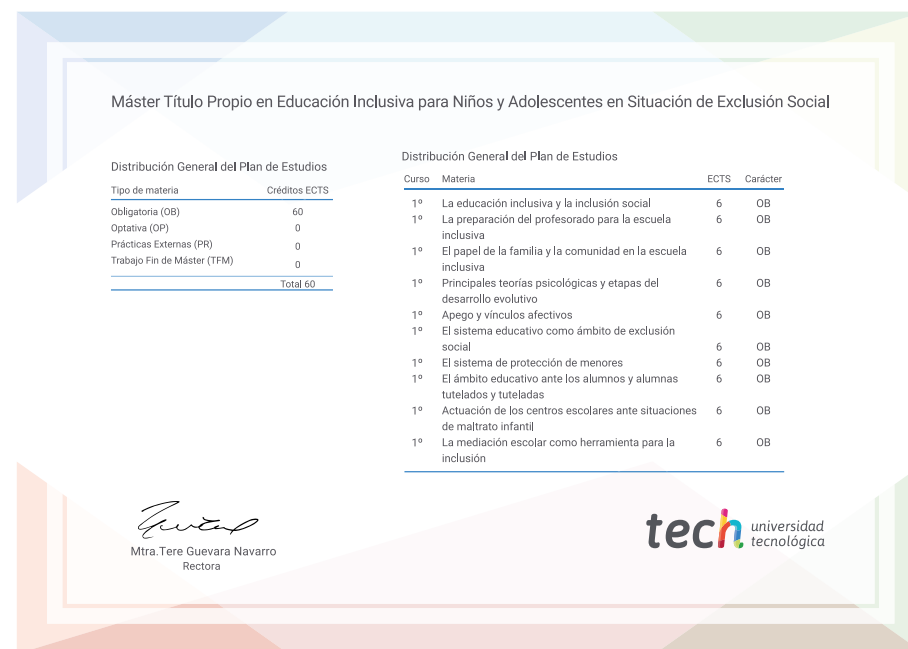 Máster Título Propio en Educación Inclusiva para Niños y Adolescentes en Situación de Exclusión Social
Distribución General del Plan de Estudios
Tipo de materia Créditos ECTS
Obligatoria (OB) 60
Optativa (OP) 0
Prácticas Externas (PR) 0
Trabajo Fin de Máster (TFM) 0
Total 60
Distribución General del Plan de Estudios
Curso Materia ECTS Carácter
1º La educación inclusiva y la inclusión social 6 OB
1º La preparación del profesorado para la escuela 6 OB
inclusiva
1º El papel de la familia y la comunidad en la escuela 6 OB
inclusiva
1º Principales teorías psicológicas y etapas del 6 OB
desarrollo evolutivo
1º Apego y vínculos afectivos 6 OB
1º El sistema educativo como ámbito de exclusión
social 6 OB
1º El sistema de protección de menores 6 OB
1º El ámbito educativo ante los alumnos y alumnas 6 OB
tutelados y tuteladas
1º Actuación de los centros escolares ante situaciones 6 OB
de maltrato infantil
1º La mediación escolar como herramienta para la 6 OB
inclusión
Mtra.Tere Guevara Navarro
Rectora
tech universidad
tecnológica